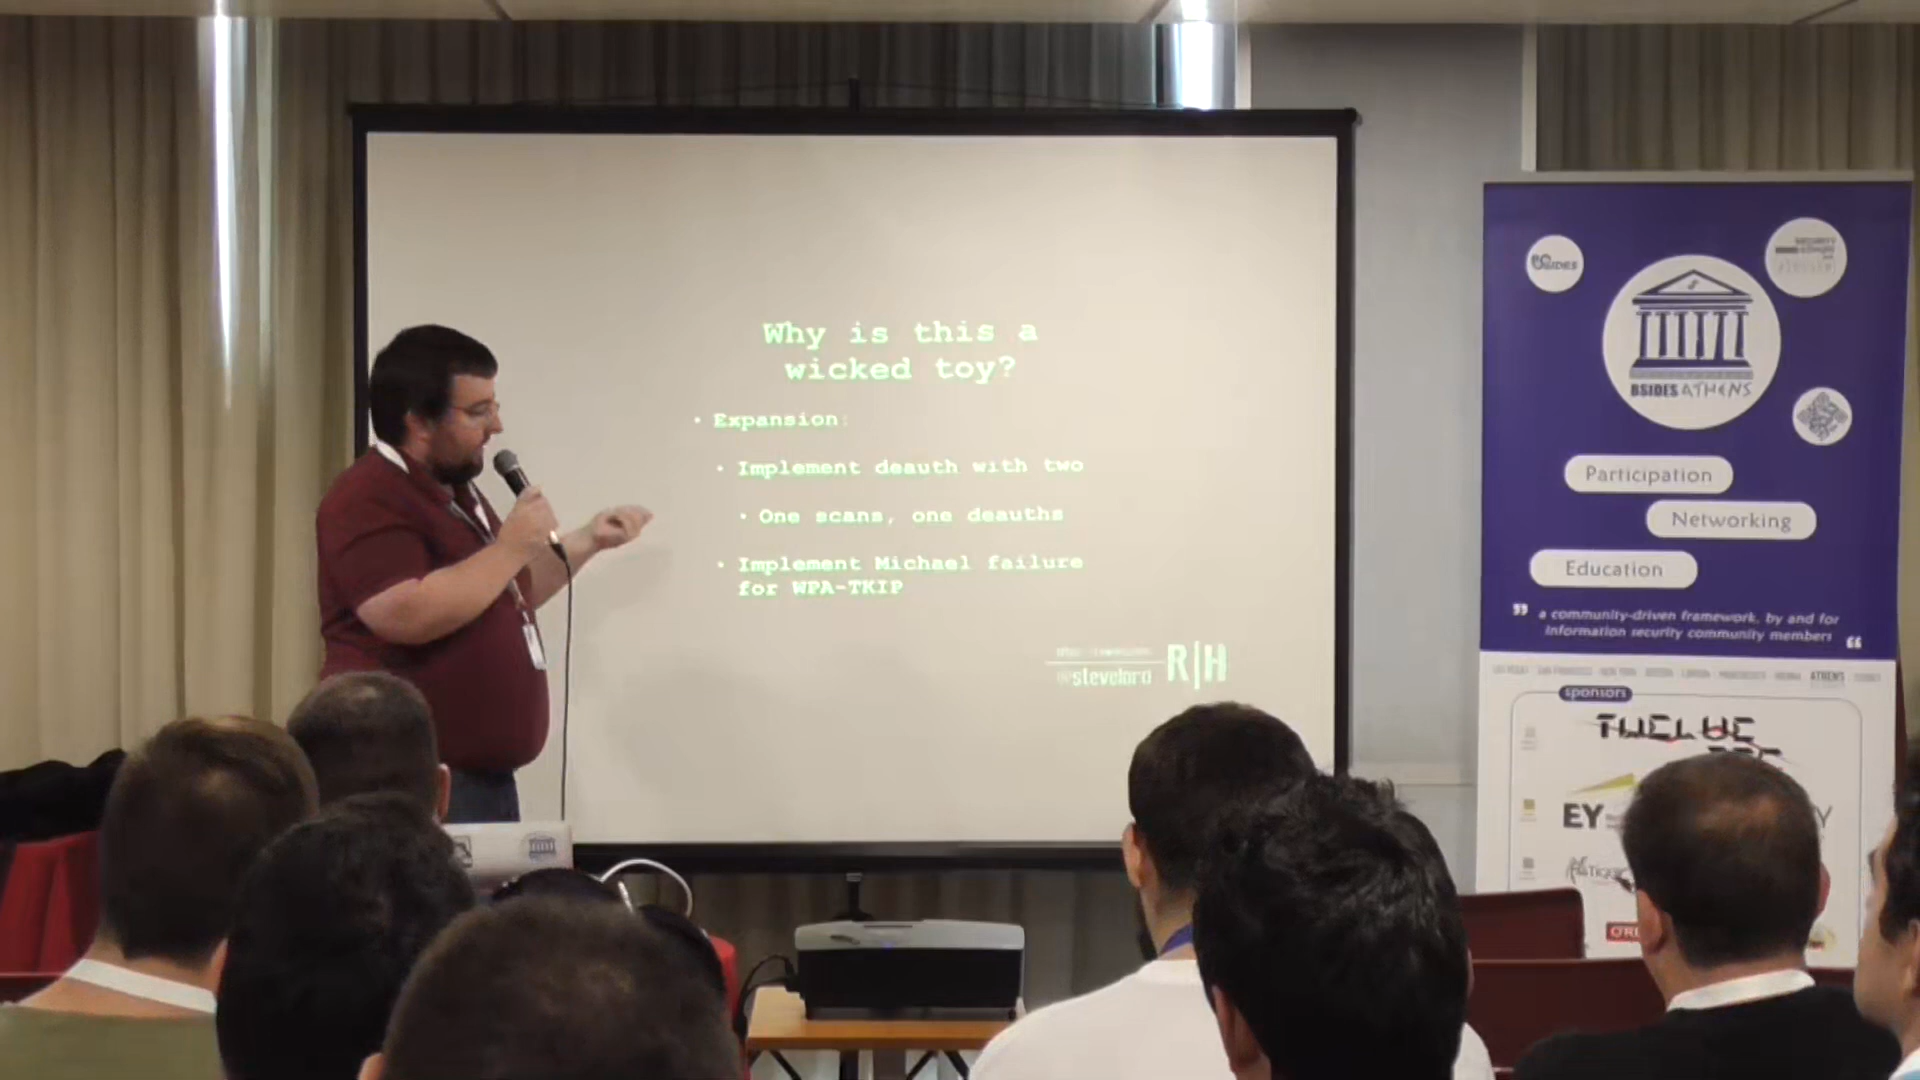 Why is this a
wicked toy?
• Expansion:
• Implement deauth with two
• One scans, one deauths
• Implement Michael failure
for WPA-TKIP
@stevelord
R|H
BSIDES
SECURITY
BSIDES ATHENS
Participation
Networking
Education
” a community-driven framework, by and for
information security community members “
ATHENS
sponsors
TWELVE
EY